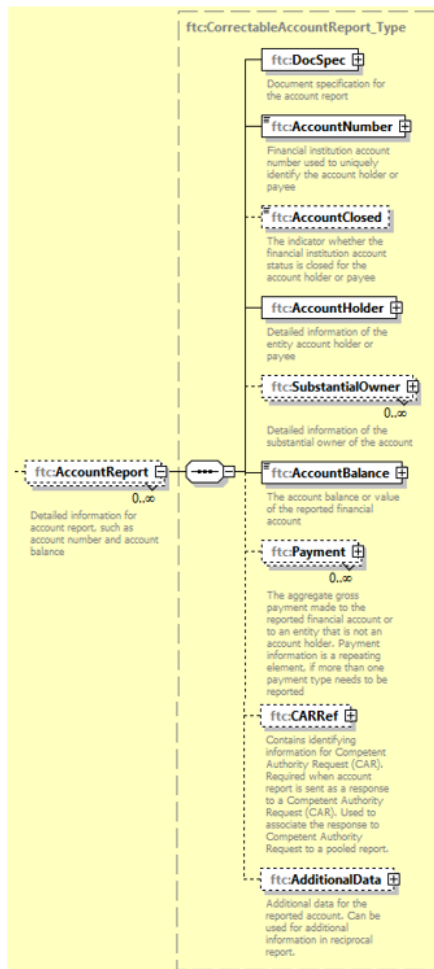 ftc:CorrectableAccountReport_Type
ftc:DocSpec
Document specification for
the account report
ftc:AccountNumber
Financial institution account
number used to uniquely
identify the account holder or
payee
ftc:AccountClosed
The indicator whether the
financial institution account
status is closed for the
account holder or payee
ftc:AccountHolder
Detailed information of the
entity account holder or
payee
ftc:SubstantialOwner
0..∞
Detailed information of the
substantial owner of the account
ftc:AccountReport
0..∞
Detailed information for
account report, such as
account number and account
balance
ftc:AccountBalance
The account balance or value
of the reported financial
account
ftc:Payment
0..∞
The aggregate gross
payment made to the
reported financial account or
to an entity that is not an
account holder. Payment
information is a repeating
element, if more than one
payment type needs to be
reported
ftc:CARRef
Contains identifying
information for Competent
Authority Request (CAR).
Required when account
report is sent as a response
to a Competent Authority
Request (CAR). Used to
associate the response to
Competent Authority
Request to a pooled report.
ftc:AdditionalData
Additional data for the
reported account. Can be
used for additional
information in reciprocal
report.